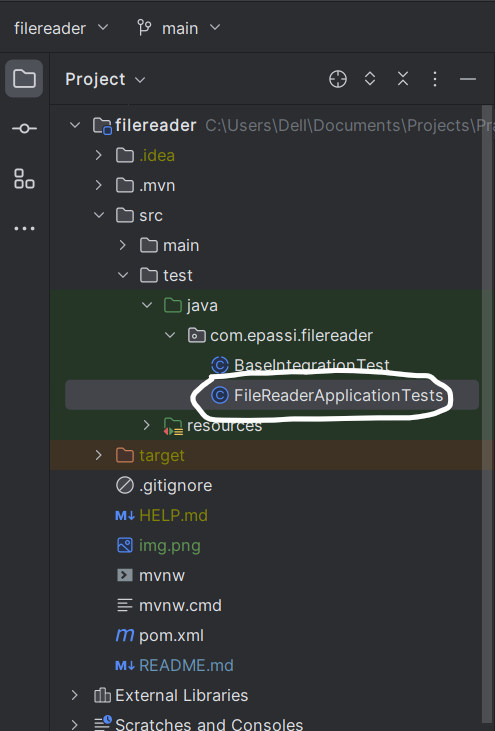 filereader main
Project
filereader C:\Users\Dell\Documents\Projects\Pra
.idea
.mvn
src
main
test
java
com.epassi.filereader
BaseIntegrationTest
FileReaderApplicationTests
resources
target
.gitignore
M↓ HELP.md
img.png
mvnw
mvnw.cmd
m pom.xml
M↓ README.md
External Libraries
Scratches and Consoles